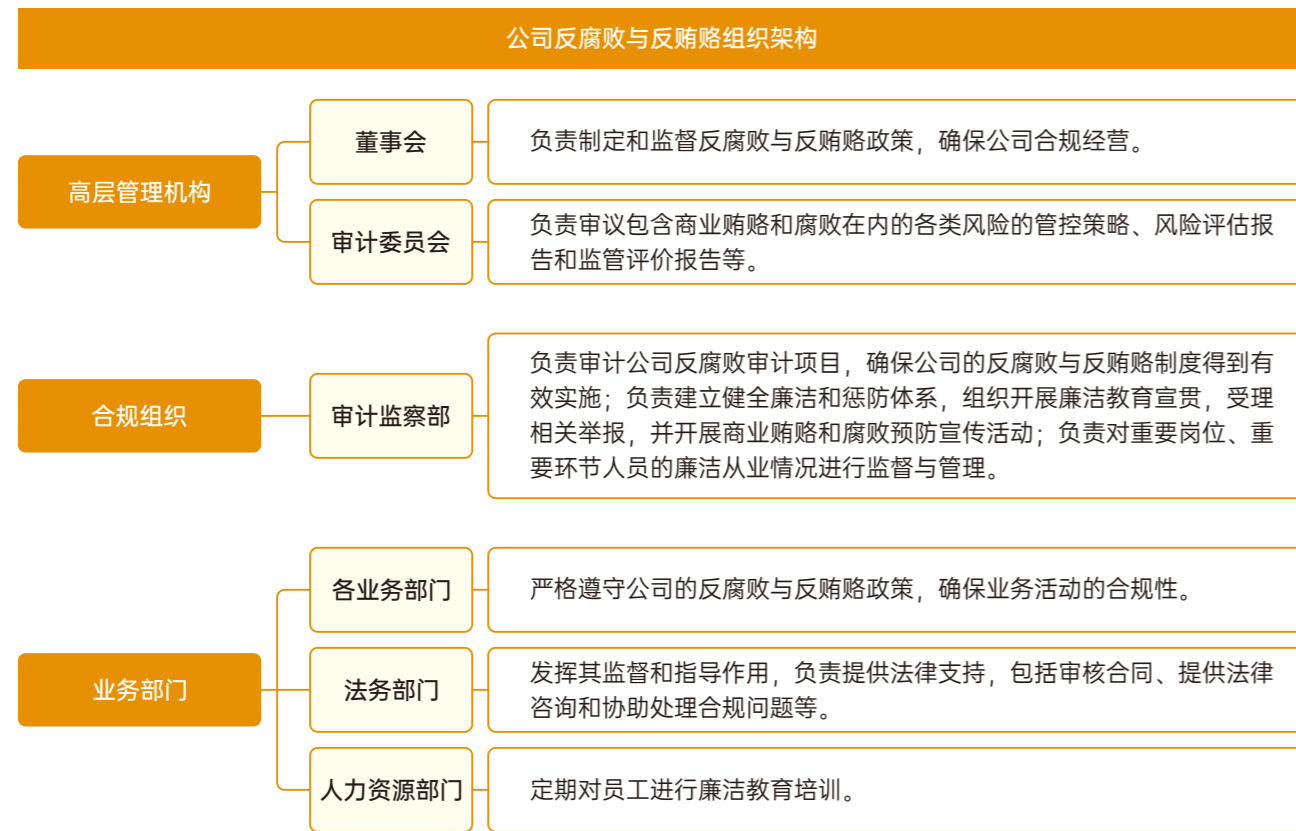 公司反腐败与反贿赂组织架构
高层管理机构
董事会
负责制定和监督反腐败与反贿赂政策，确保公司合规经营。
审计委员会
负责审议包含商业贿赂和腐败在内的各类风险的管控策略、风险评估报
告和监管评价报告等。
合规组织
审计监察部
负责审计公司反腐败审计项目，确保公司的反腐败与反贿赂制度得到有
效实施；负责建立健全廉洁和惩防体系，组织开展廉洁教育宣贯，受理
相关举报，并开展商业贿赂和腐败预防宣传活动；负责对重要岗位、重
要环节人员的廉洁从业情况进行监督与管理。
业务部门
各业务部门
严格遵守公司的反腐败与反贿赂政策，确保业务活动的合规性。
法务部门
发挥其监督和指导作用，负责提供法律支持，包括审核合同、提供法律
咨询和协助处理合规问题等。
人力资源部门
定期对员工进行廉洁教育培训。